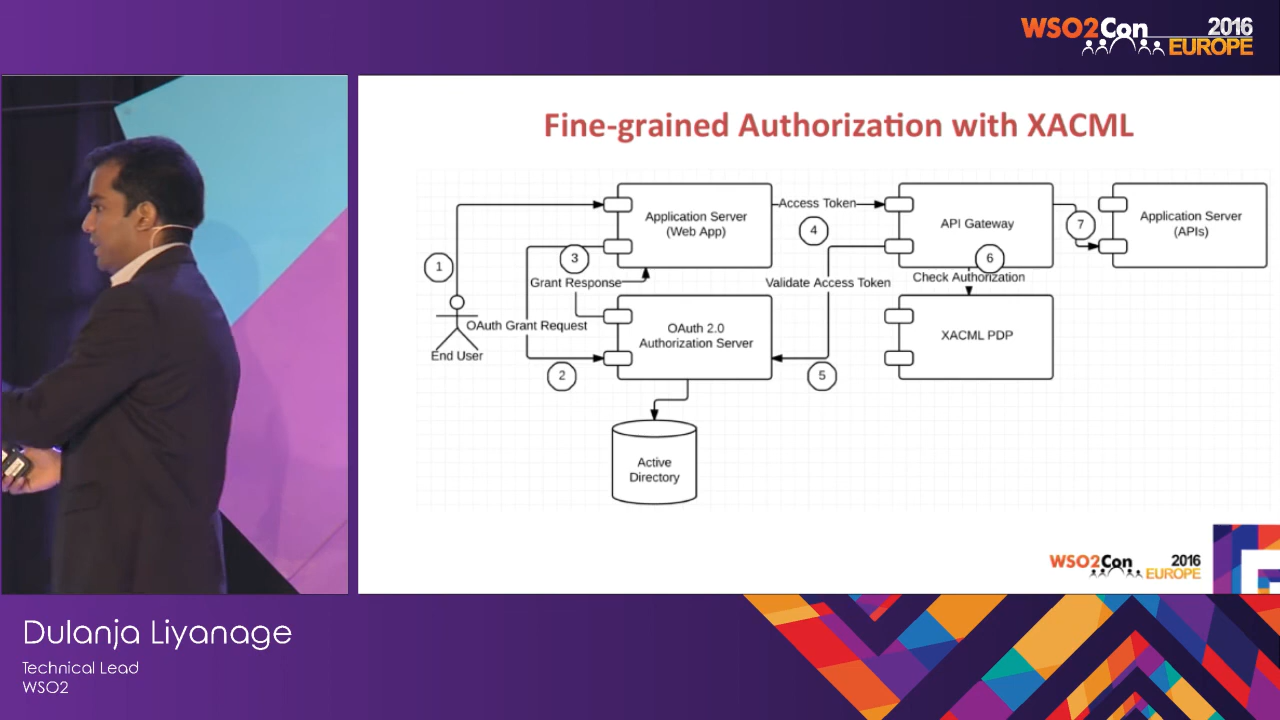 WSO2Con 2016
EUROPE
Fine-grained Authorization with XACML
Application Server
(Web App)
Access Token
4
API Gateway
7
Application Server
(APIs)
1
3
Grant Response
Validate Access Token
6
Check Authorization
OAuth Grant Request
End User
OAuth 2.0
Authorization Server
XACML PDP
2
5
Active
Directory
WSO2Con 2016
EUROPE
Dulanja Liyanage
Technical Lead
WSO2